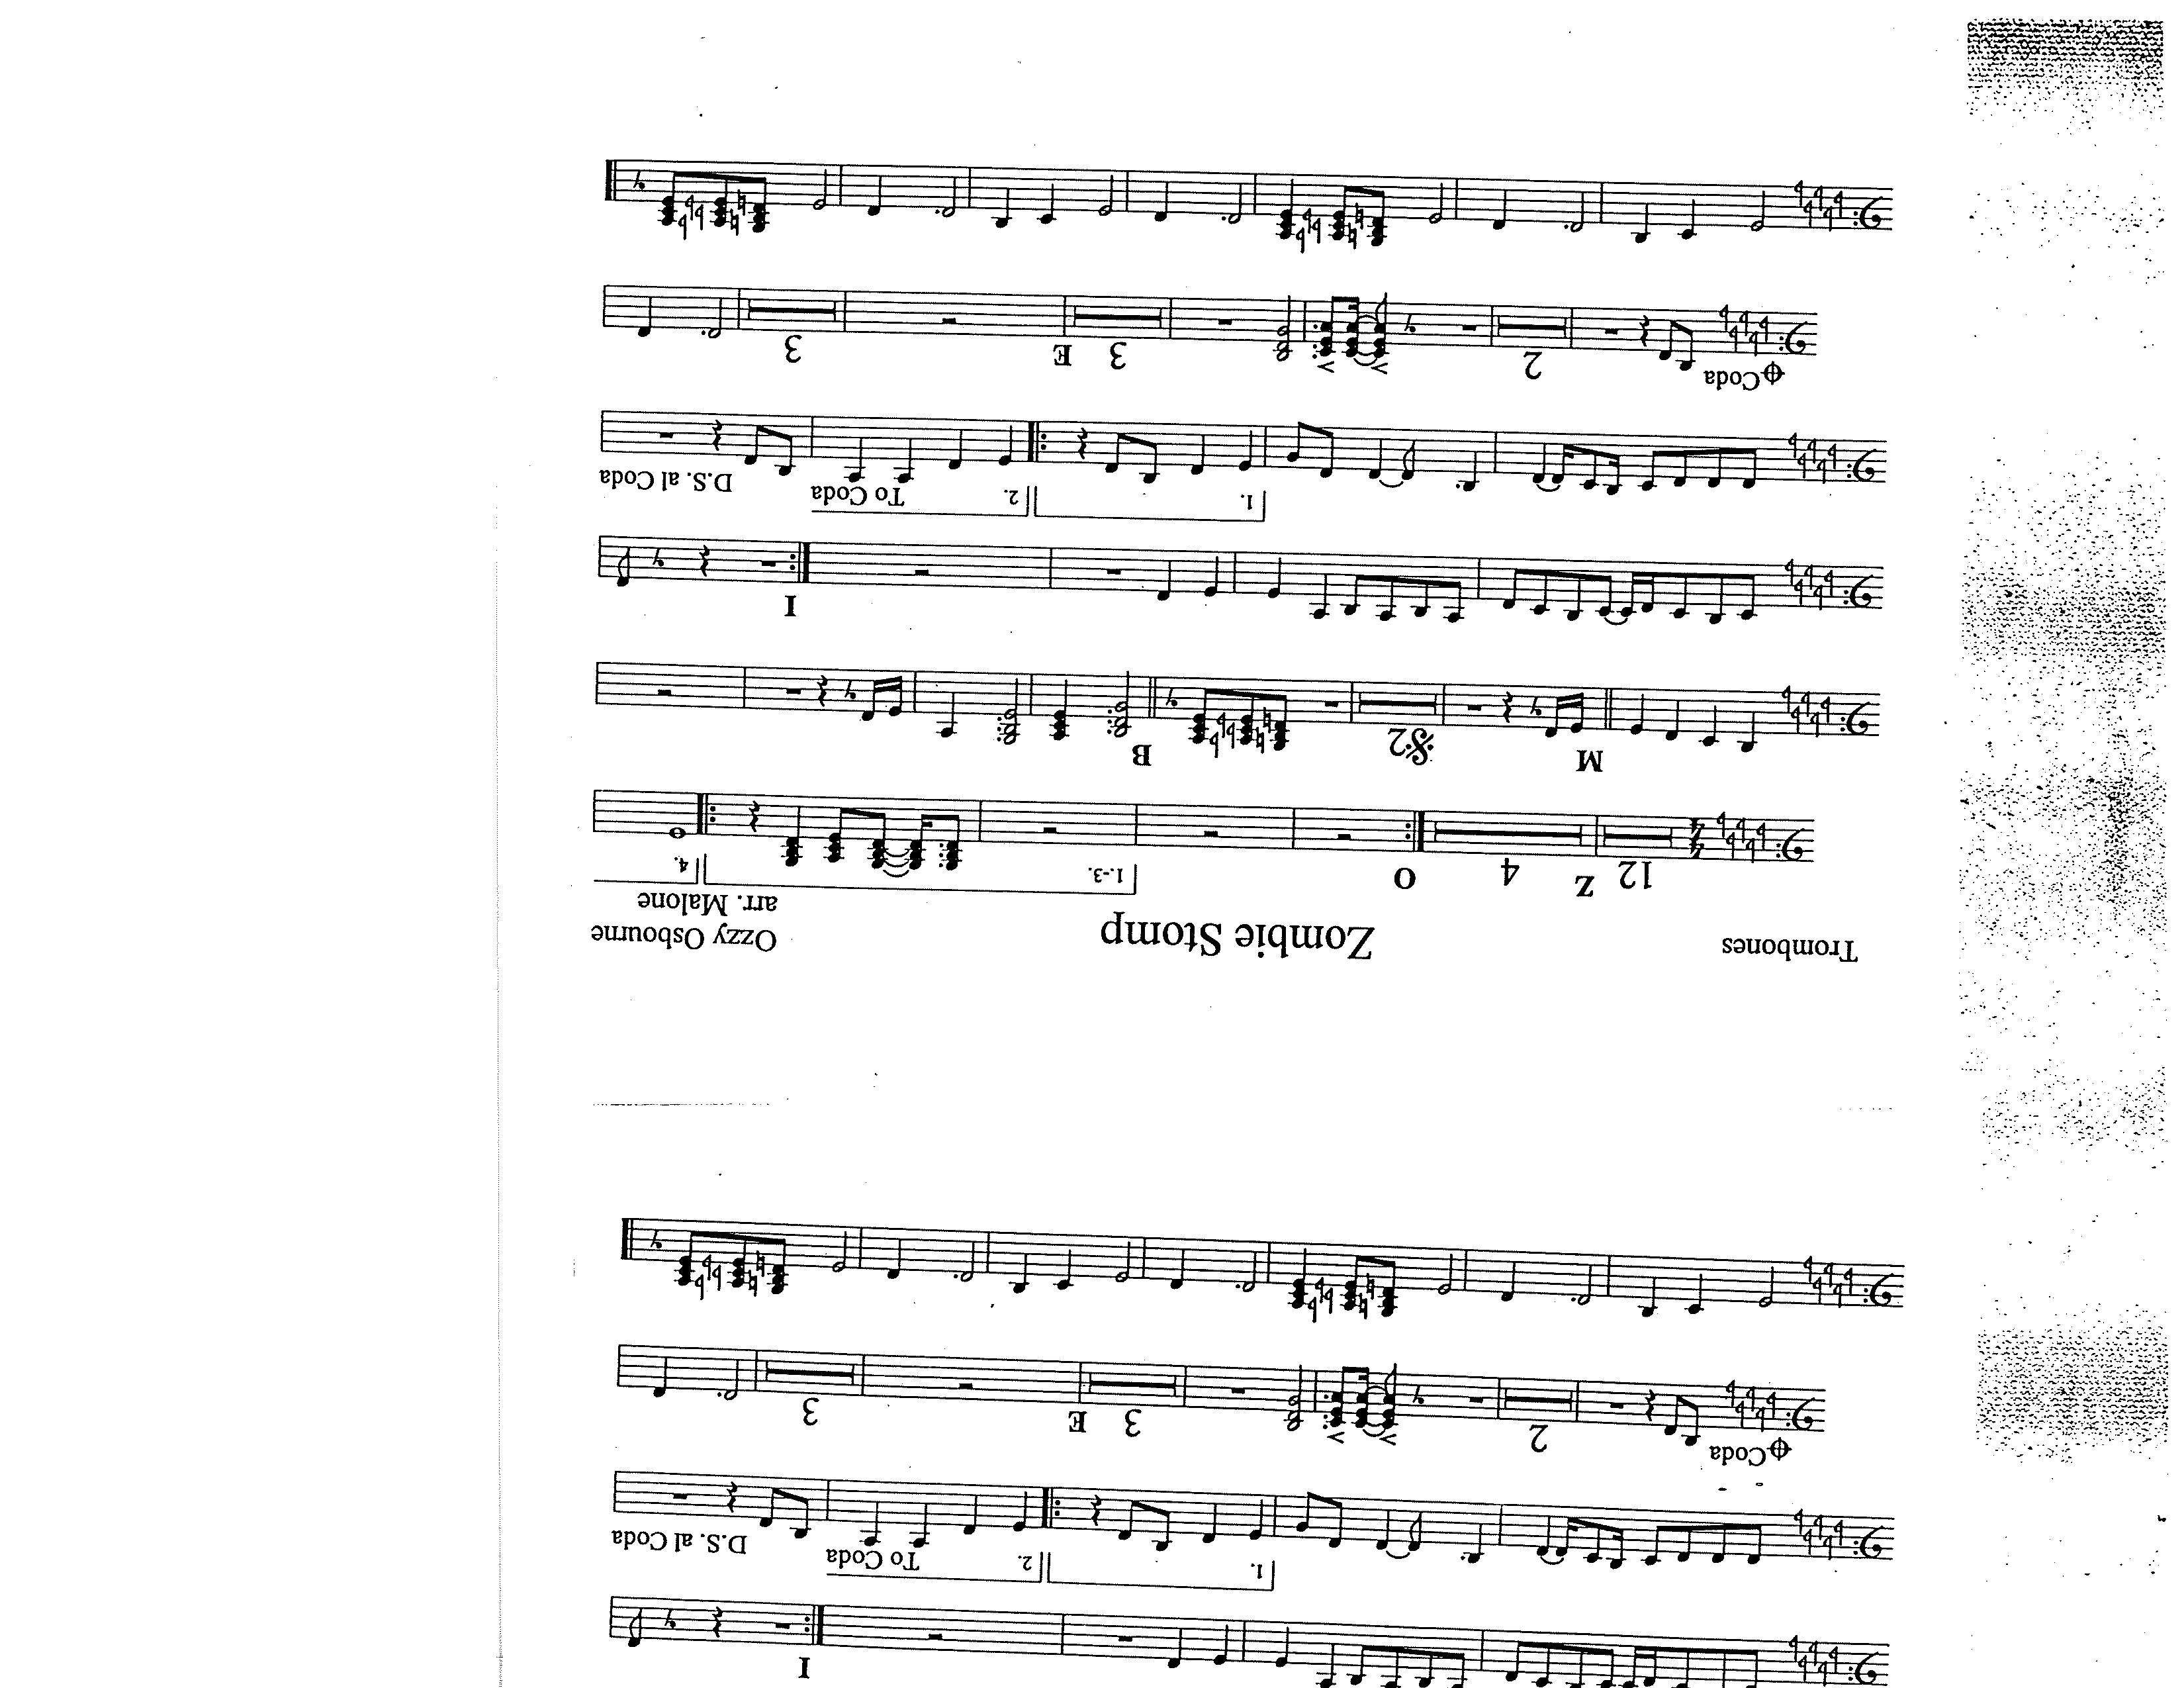 I
1. 2. To Coda D.S. al Coda
Coda 2 3 E 3
Trombones Zombie Stomp Ozzy Osbourne
arr. Malone
12 Z 4 O 1.-3. 4.
M 2 B
I
1. 2. To Coda D.S. al Coda
Coda 2 3 E 3